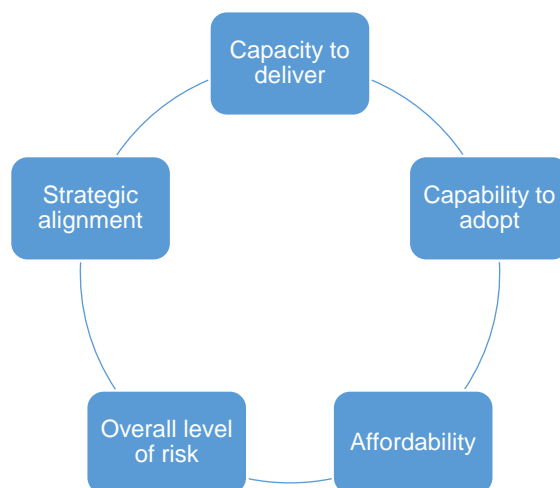 Capacity to
deliver
Strategic
alignment
Capability to
adopt
Overall level
of risk
Affordability